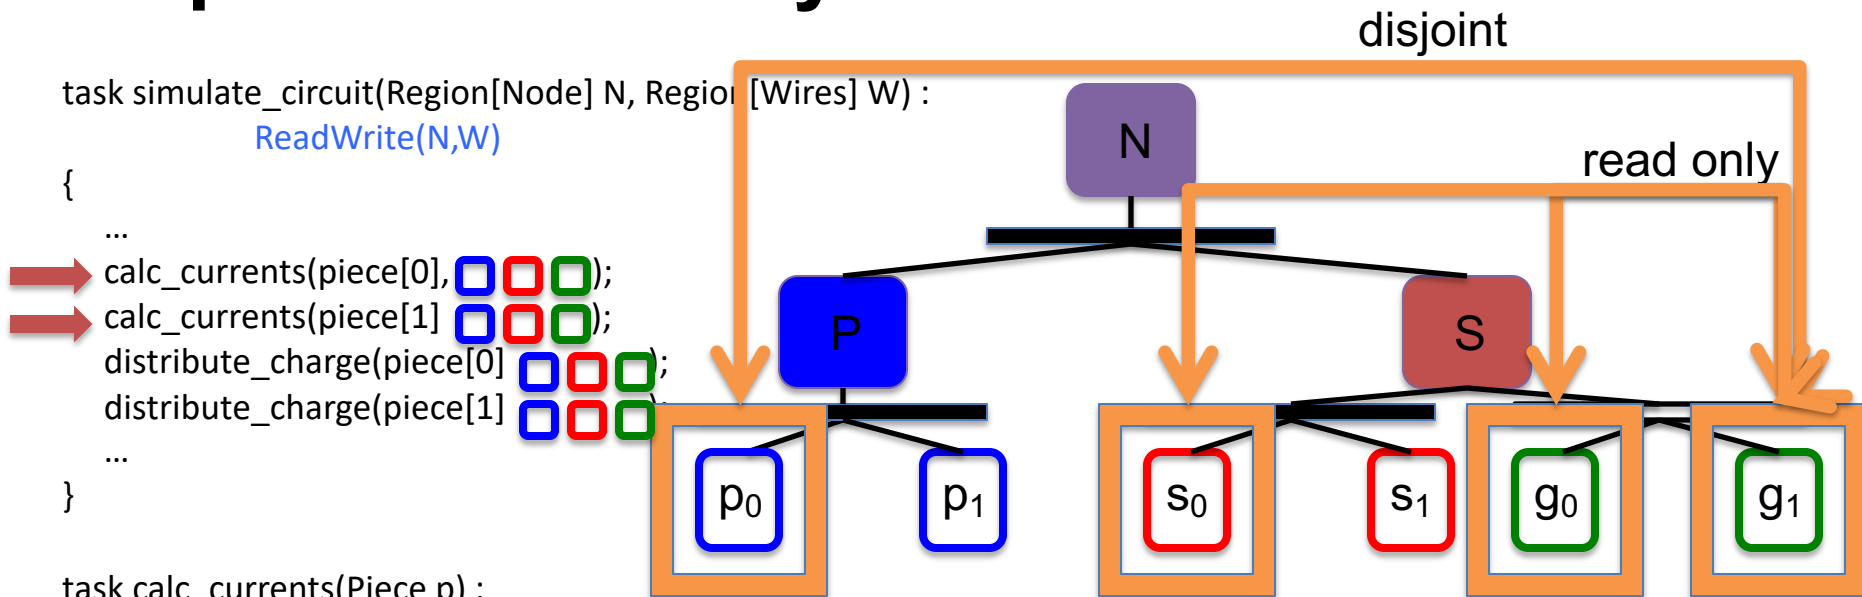 disjoint
task simulate_circuit(Region[Node] N, Region[Wires] W) :
ReadWrite(N,W)
{
...
calc_currents(piece[0], );
calc_currents(piece[1] );
distribute_charge(piece[0] );
distribute_charge(piece[1] );
...
}
task calc_currents(Piece p) :
N
read only
P
S
p0
p1
s0
s1
g0
g1